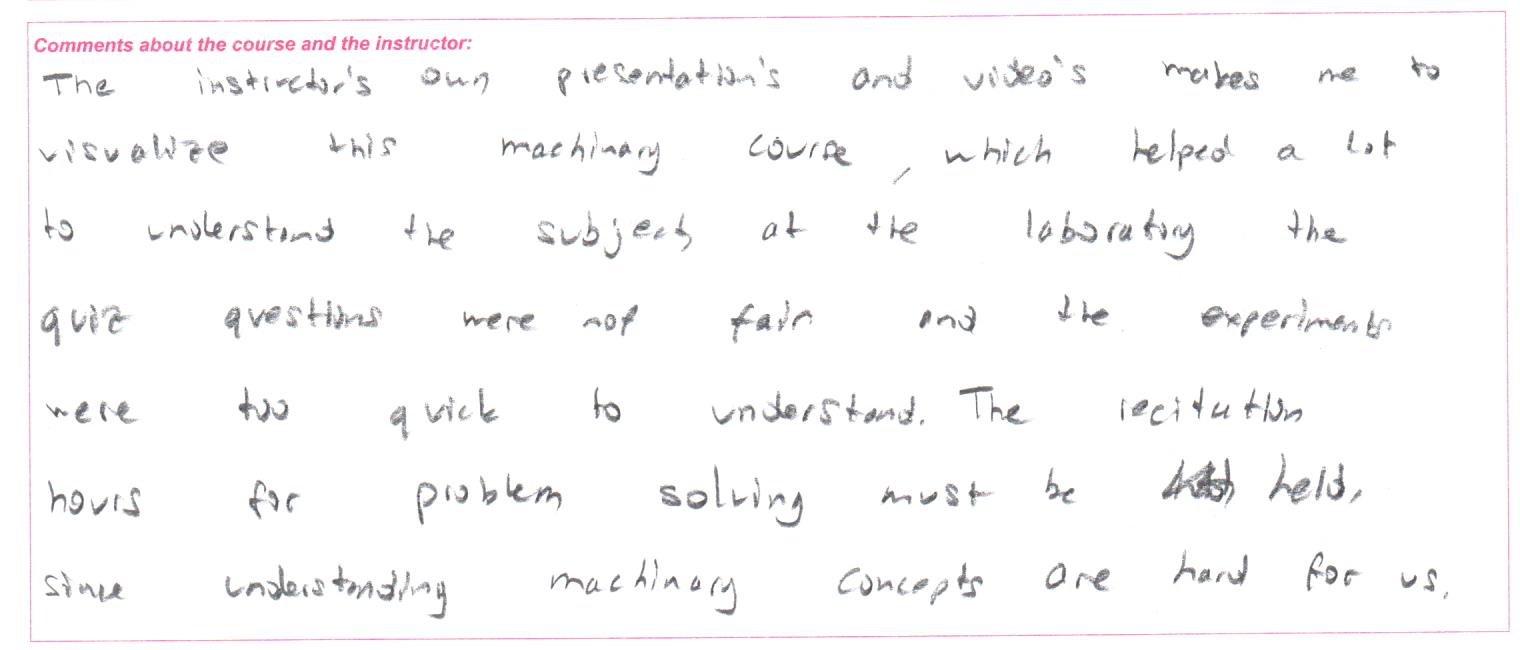 Comments about the course and the instructor:
The instructor's own presentation's and video's makes me to
visualize this machinary course, which helped a lot
to understand the subject, at the laboratory the
quiz questions were not fair and the experiments
were too quick to understand. The recitation
hours for problem solving must be held,
since understanding machinary concepts are hard for us.